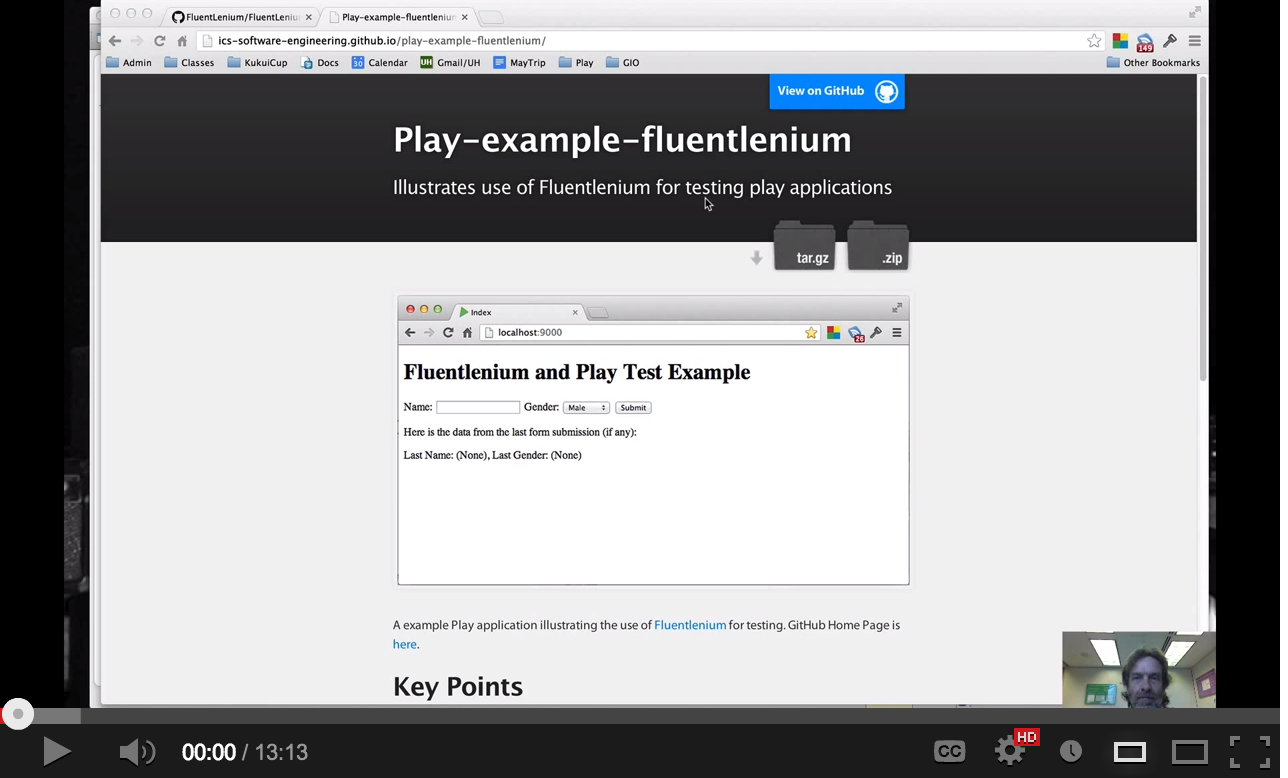 FluentLenium/FluentLeniu
Play-example-fluentlenium
ics-software-engineering.github.io/play-example-fluentlenium/
149
Admin Classes KukuiCup Docs 30 Calendar UH Gmail/UH MayTrip Play GIO Other Bookmarks
View on GitHub
Play-example-fluentlenium
Illustrates use of Fluentlenium for testing play applications
tar.gz .zip
Index
localhost:9000
26
Fluentlenium and Play Test Example
Name: Gender: Male Submit
Here is the data from the last form submission (if any):
Last Name: (None), Last Gender: (None)
A example Play application illustrating the use of Fluentlenium for testing. GitHub Home Page is
here.
Key Points
00:00 / 13:13 CC HD